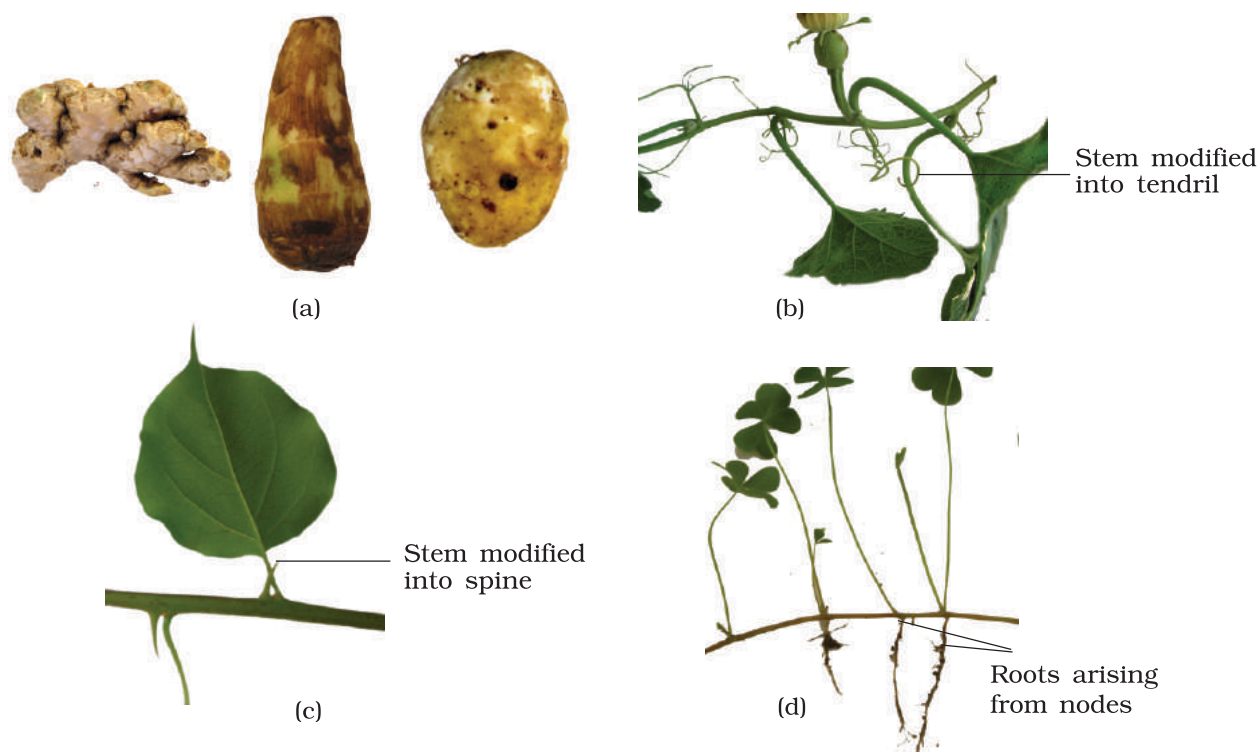 (a)
Stem modified
into tendril
(b)
Stem modified
into spine
(c)
Roots arising
from nodes
(d)